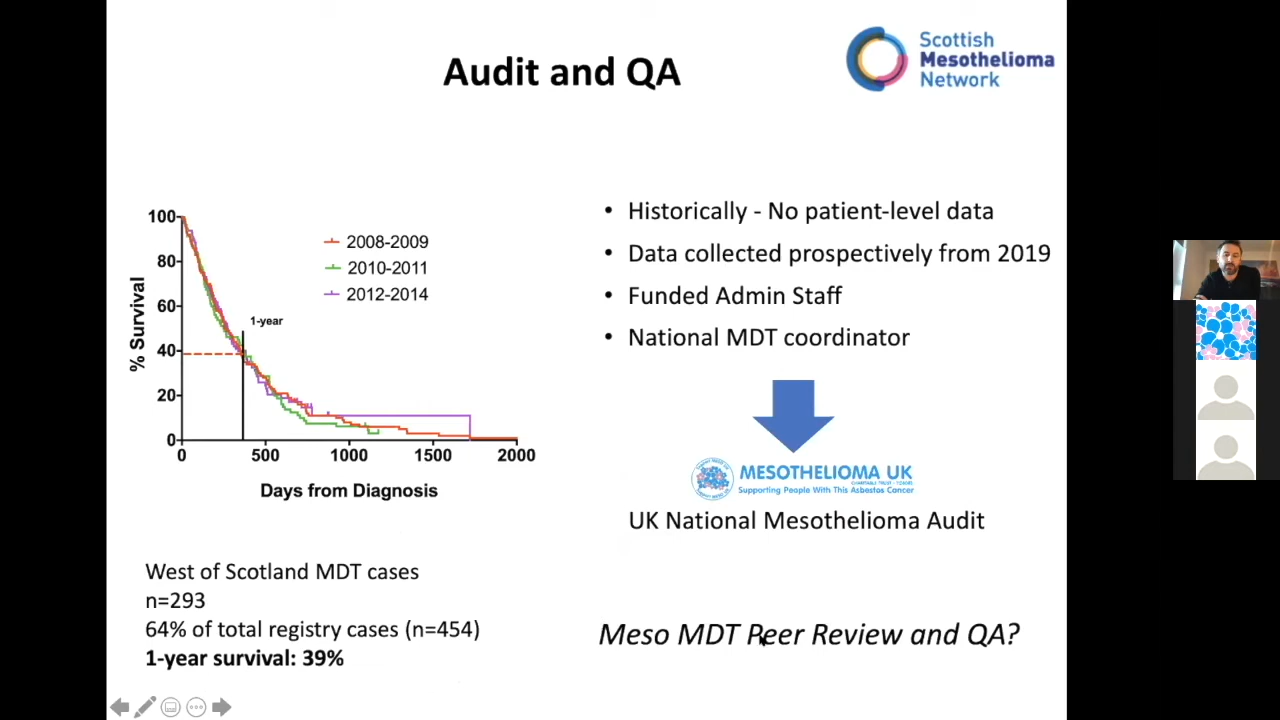 Audit and QA
Scottish
Mesothelioma
Network
100
80
60
40
20
0
% Survival
2008-2009
2010-2011
2012-2014
1-year
0
500
1000
1500
2000
Days from Diagnosis
West of Scotland MDT cases
n=293
64% of total registry cases (n=454)
1-year survival: 39%
• Historically - No patient-level data
• Data collected prospectively from 2019
• Funded Admin Staff
• National MDT coordinator
MESOTHELIOMA UK
Supporting People With This Asbestos Cancer
UK National Mesothelioma Audit
Meso MDT Peer Review and QA?